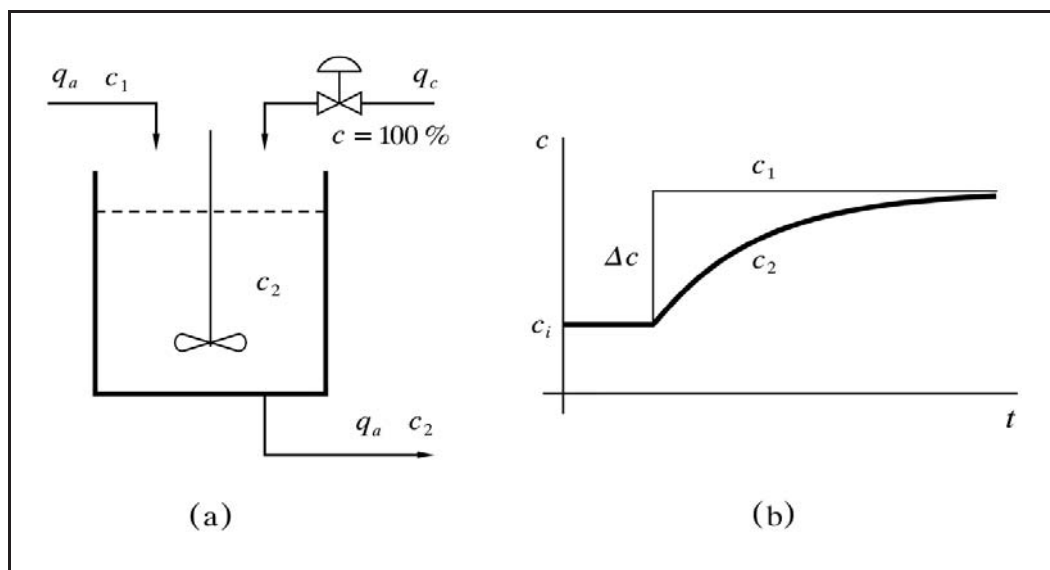 q_a c_1
q_c
c = 100 %
c_2
q_a c_2
(a)
c
c_1
Δc
c_2
c_i
t
(b)